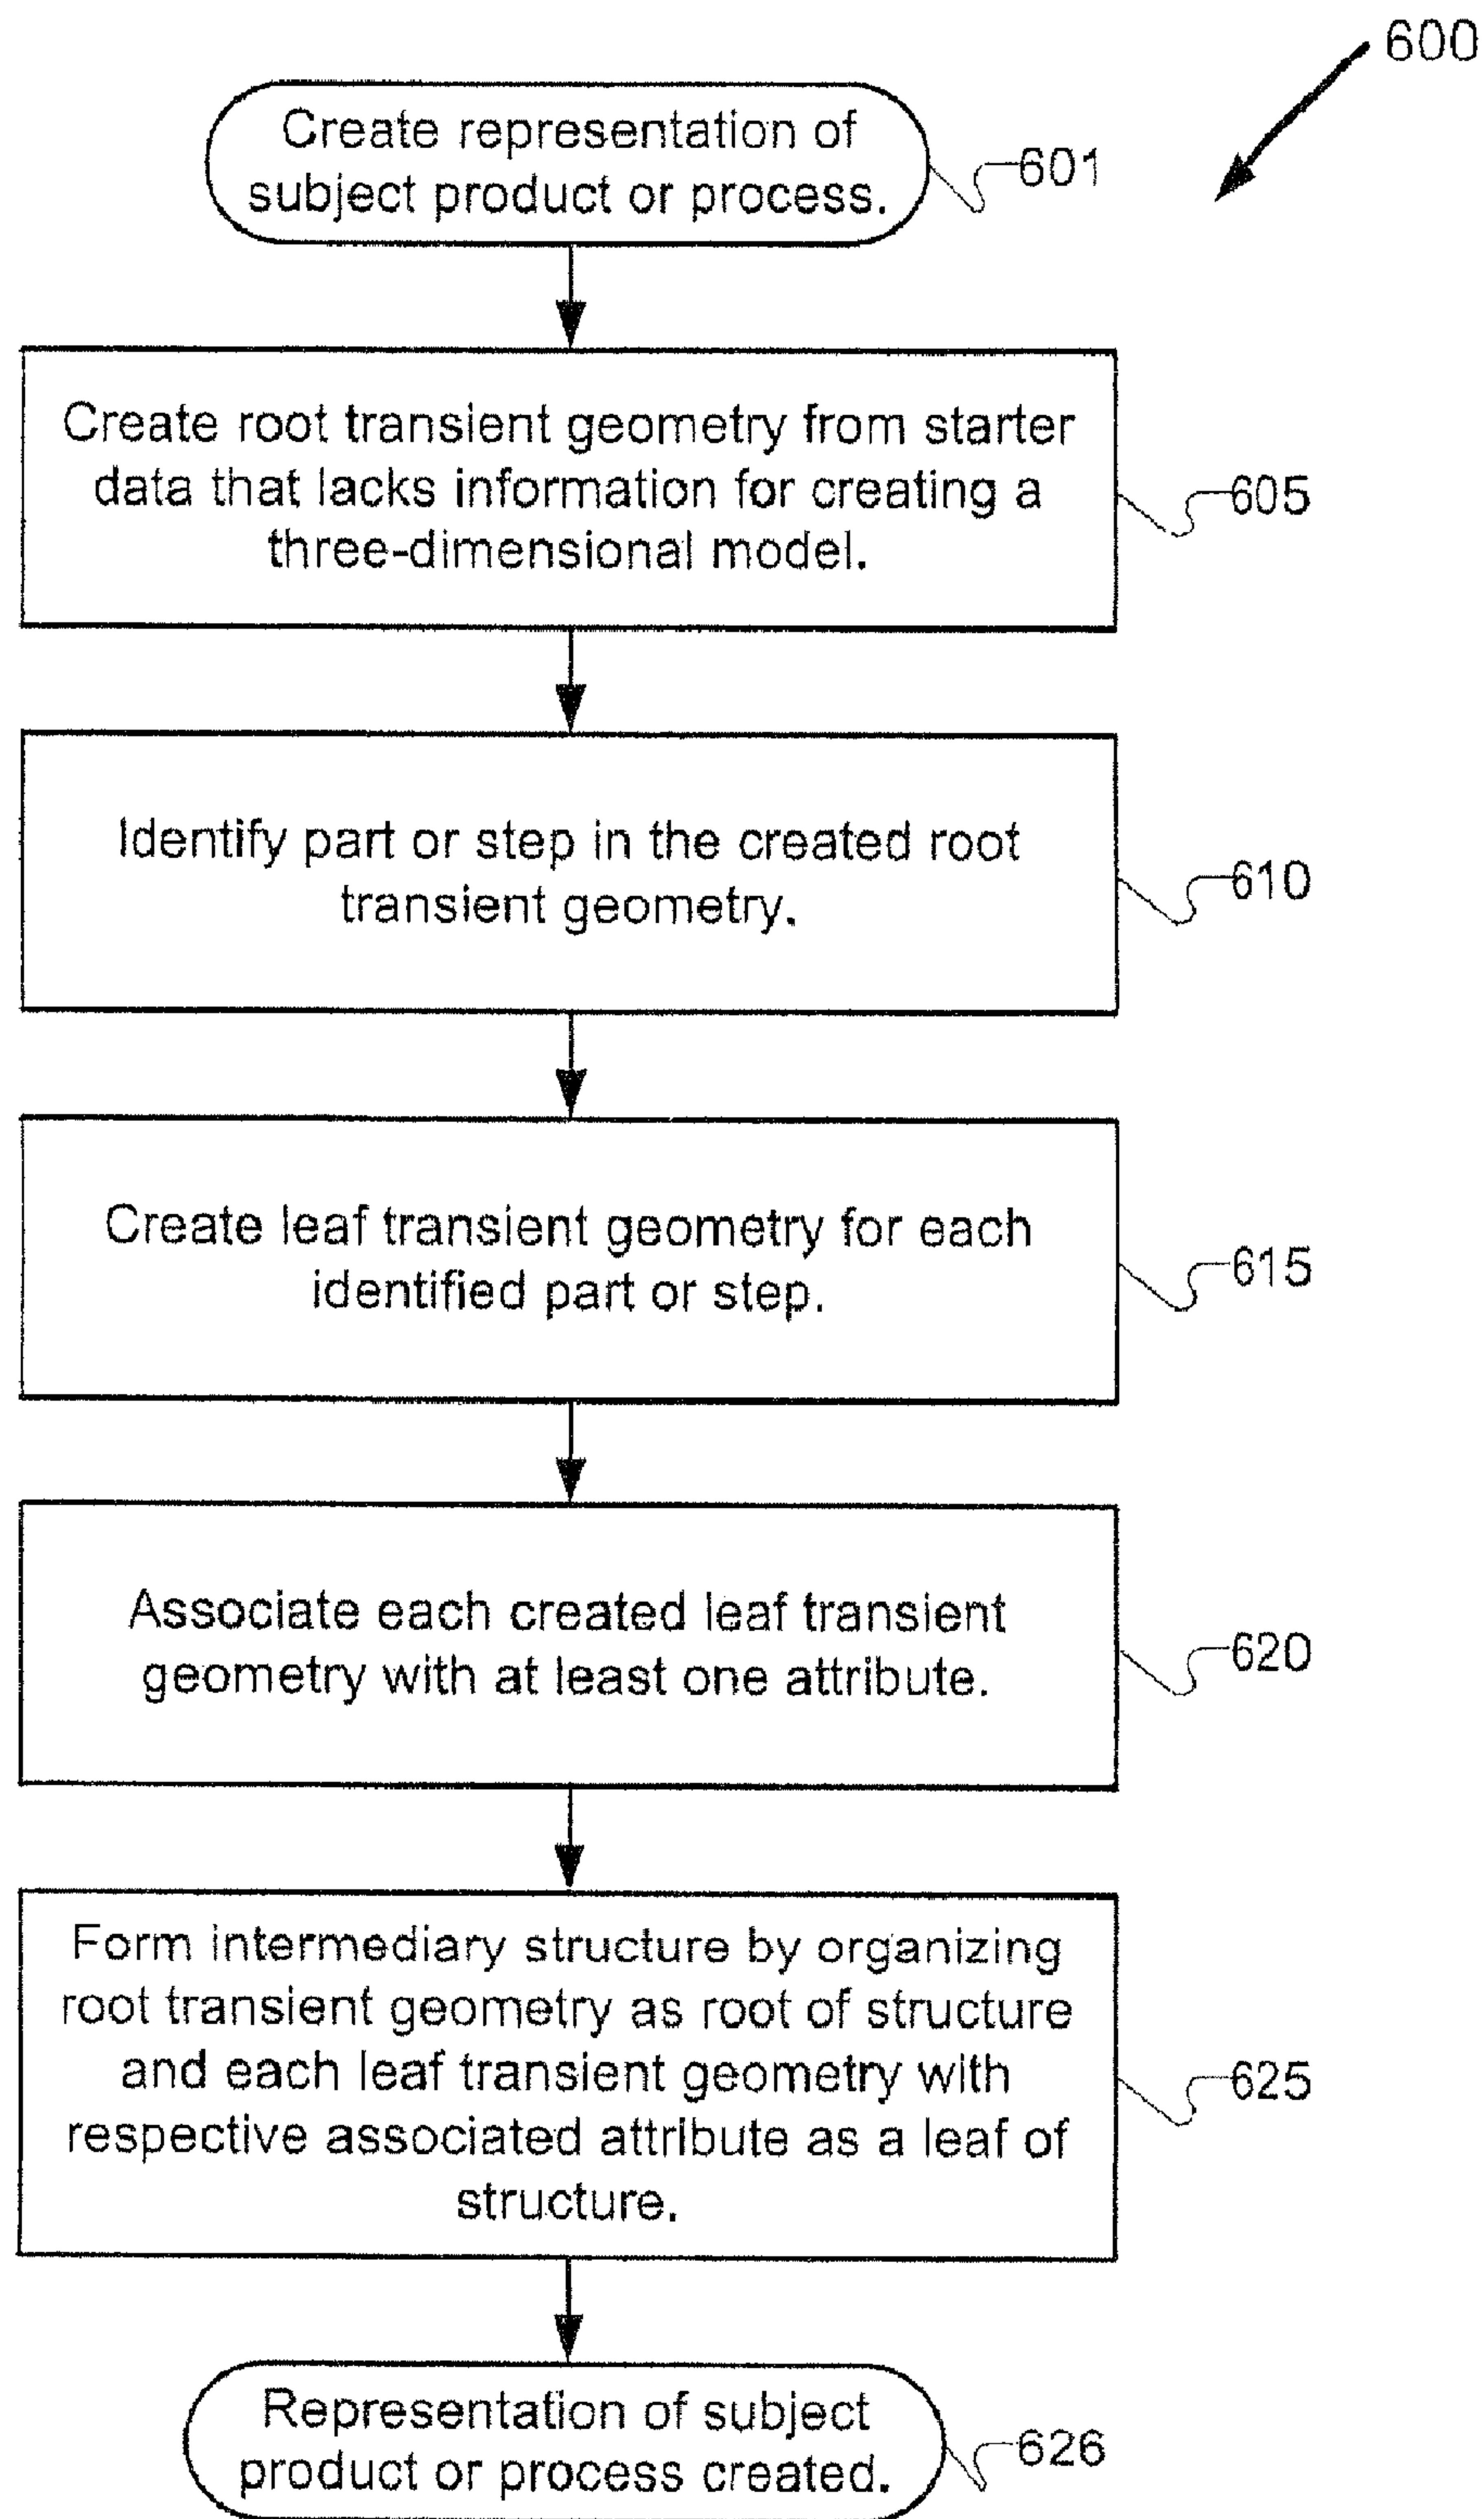 600
Create representation of
subject product or process.
601
Create root transient geometry from starter
data that lacks information for creating a
three-dimensional model.
605
Identify part or step in the created root
transient geometry.
610
Create leaf transient geometry for each
identified part or step.
615
Associate each created leaf transient
geometry with at least one attribute.
620
Form intermediary structure by organizing
root transient geometry as root of structure
and each leaf transient geometry with
respective associated attribute as a leaf of
structure.
625
Representation of subject
product or process created.
626